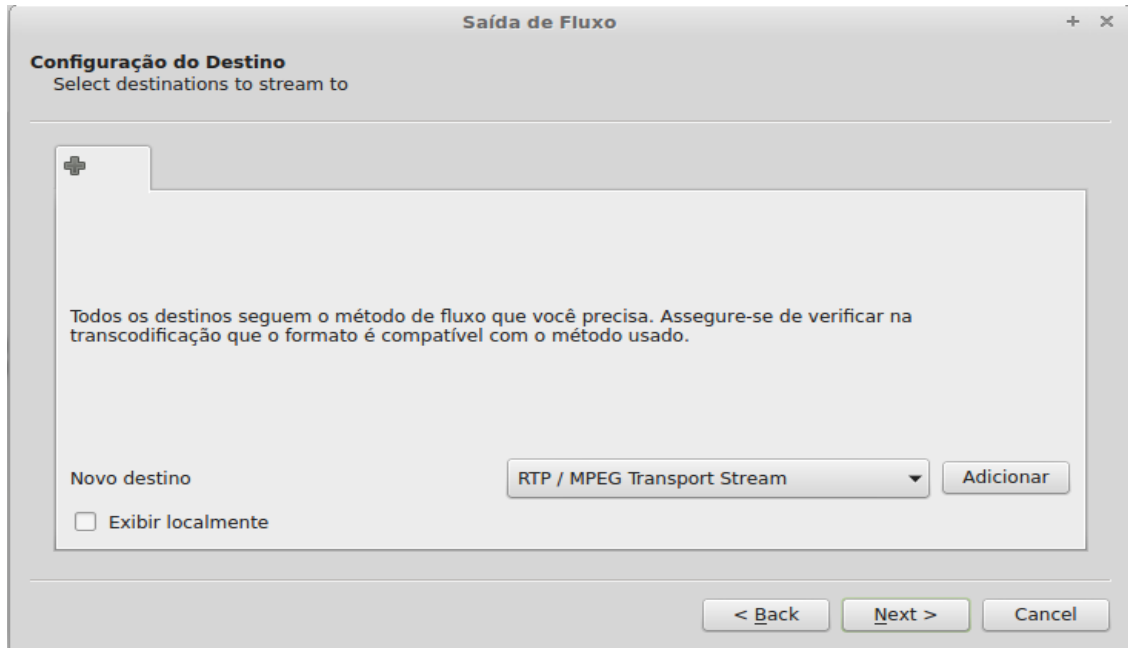 Saída de Fluxo
Configuração do Destino
Select destinations to stream to
Todos os destinos seguem o método de fluxo que você precisa. Assegure-se de verificar na
transcodificação que o formato é compatível com o método usado.
Novo destino
RTP / MPEG Transport Stream
Adicionar
Exibir localmente
< Back
Next >
Cancel